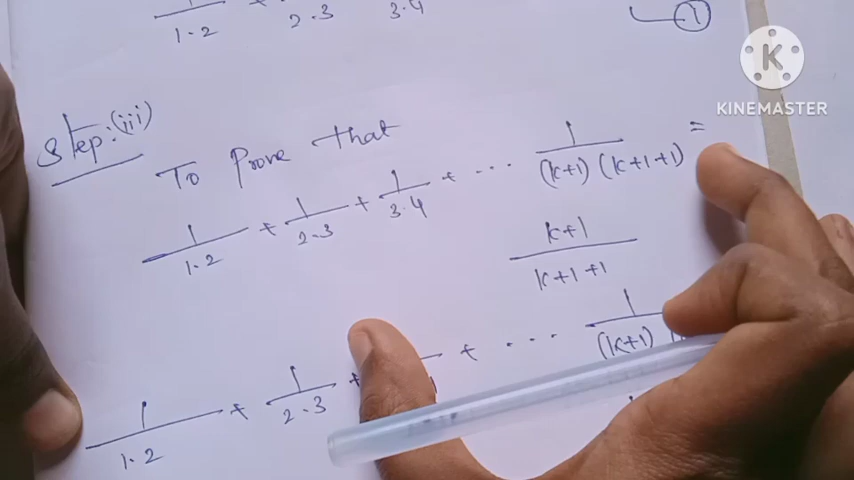 1.2 2.3 3.4
1
Step:(iii)
To Prove that
1/1.2 + 1/2.3 + 1/3.4 + ... 1/(k+1)(k+1+1) =
k+1/k+1+1
1/1.2 + 1/2.3 + + ... 1/(k+1)
K
KINEMASTER